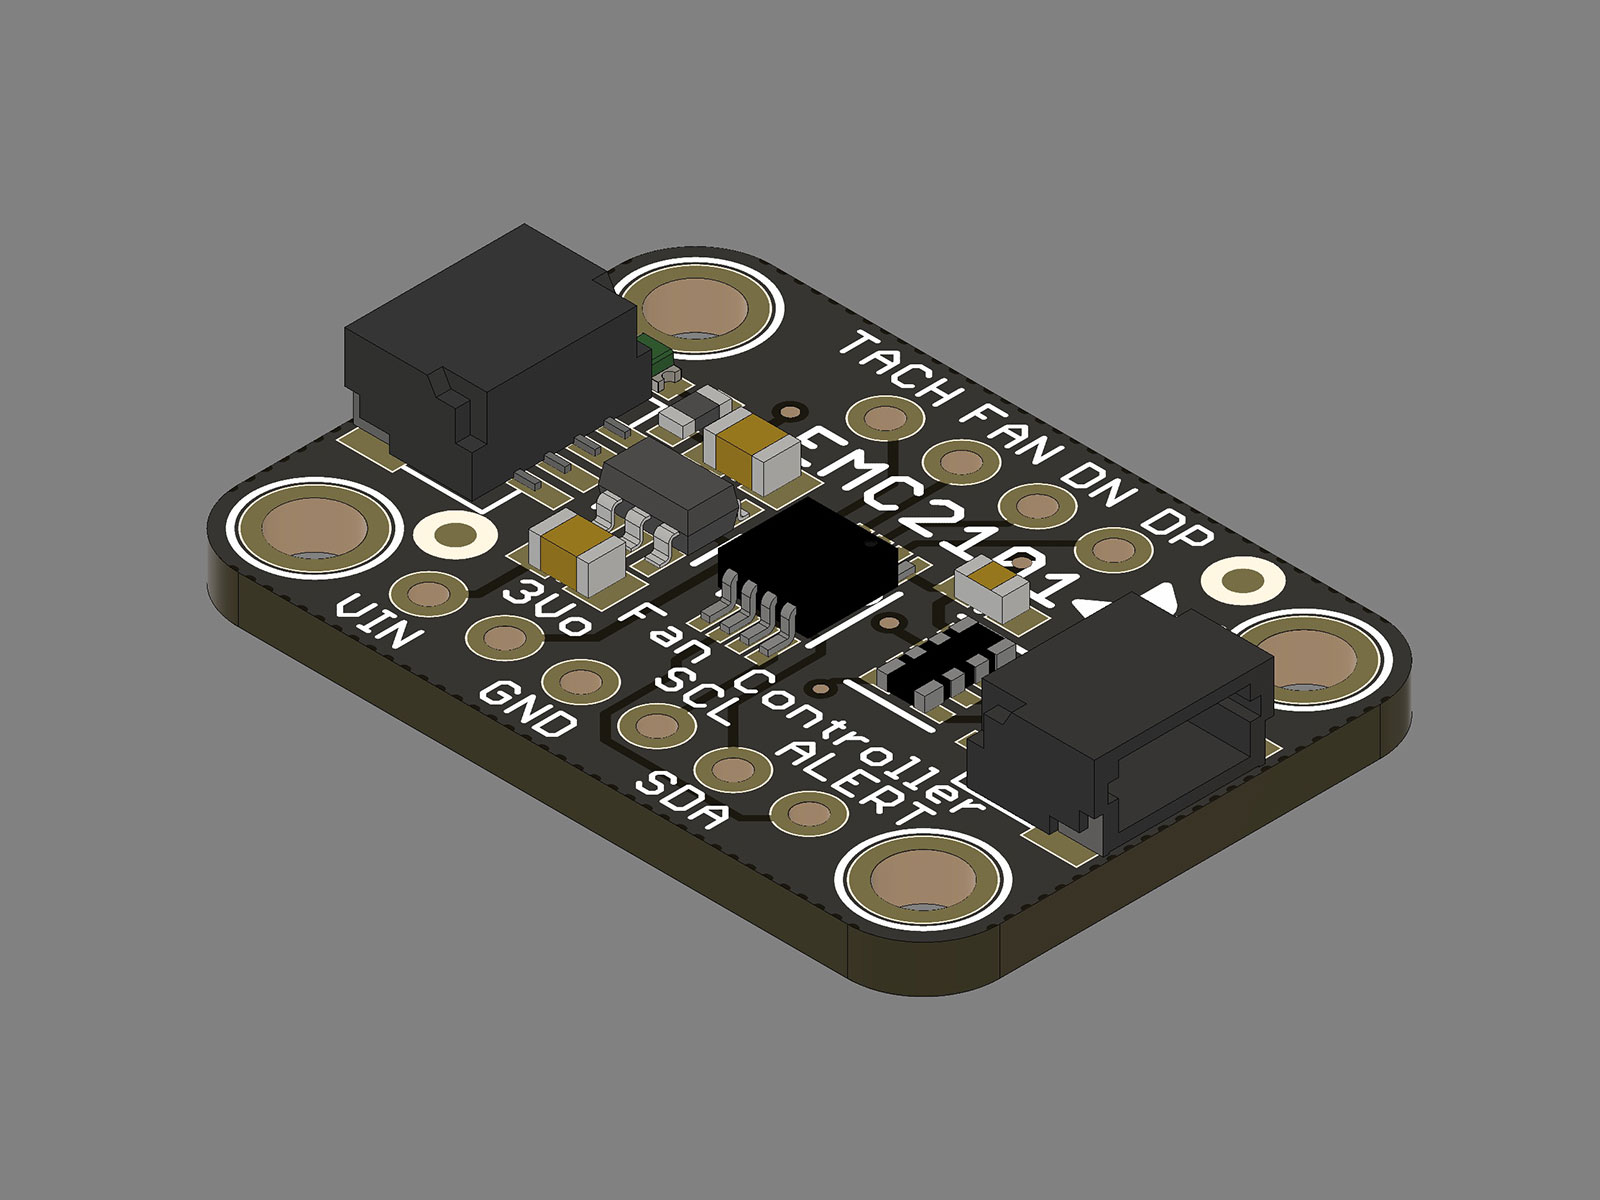 TACH FAN DN DP
EMC2101
Fan Controller
VIN
3Vo
GND
SCL
SDA
ALERT